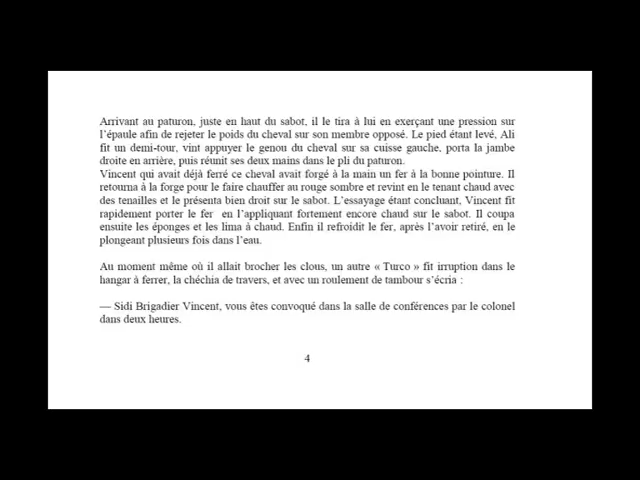 Arrivant au paturon, juste en haut du sabot, il le tira à lui en exerçant une pression sur
l'épaule afin de rejeter le poids du cheval sur son membre opposé. Le pied étant levé, Ali
fit un demi-tour, vint appuyer le genou du cheval sur sa cuisse gauche, porta la jambe
droite en arrière, puis réunit ses deux mains dans le pli du paturon.
Vincent qui avait déjà ferré ce cheval avait forgé à la main un fer à la bonne pointure. Il
retourna à la forge pour le faire chauffer au rouge sombre et revint en le tenant chaud avec
des tenailles et le présenta bien droit sur le sabot. L'essayage étant concluant, Vincent fit
rapidement porter le fer en l'appliquant fortement encore chaud sur le sabot. Il coupa
ensuite les éponges et les lima à chaud. Enfin il refroidit le fer, après l'avoir retiré, en le
plongeant plusieurs fois dans l'eau.
Au moment même où il allait brocher les clous, un autre « Turco » fit irruption dans le
hangar à ferrer, la chéchia de travers, et avec un roulement de tambour s'écria :
— Sidi Brigadier Vincent, vous êtes convoqué dans la salle de conférences par le colonel
dans deux heures.
4